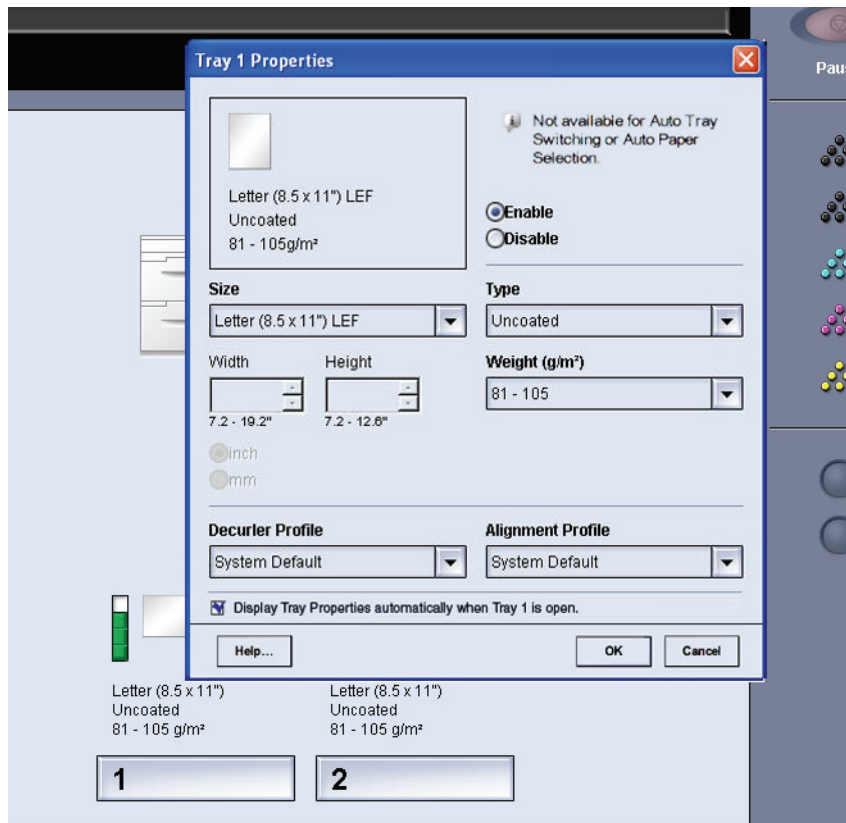 Tray 1 Properties
Paus
Letter (8.5 x 11") LEF
Uncoated
81 - 105g/m²
Not available for Auto Tray
Switching or Auto Paper
Selection.
Enable
Disable
Size
Type
Letter (8.5 x 11") LEF
Uncoated
Width
Height
Weight (g/m²)
81 - 105
7.2 - 19.2"
7.2 - 12.6"
inch
mm
Decurler Profile
Alignment Profile
System Default
System Default
Display Tray Properties automatically when Tray 1 is open.
Help...
OK
Cancel
Letter (8.5 x 11")
Uncoated
81 - 105 g/m²
Letter (8.5 x 11")
Uncoated
81 - 105 g/m²
1
2